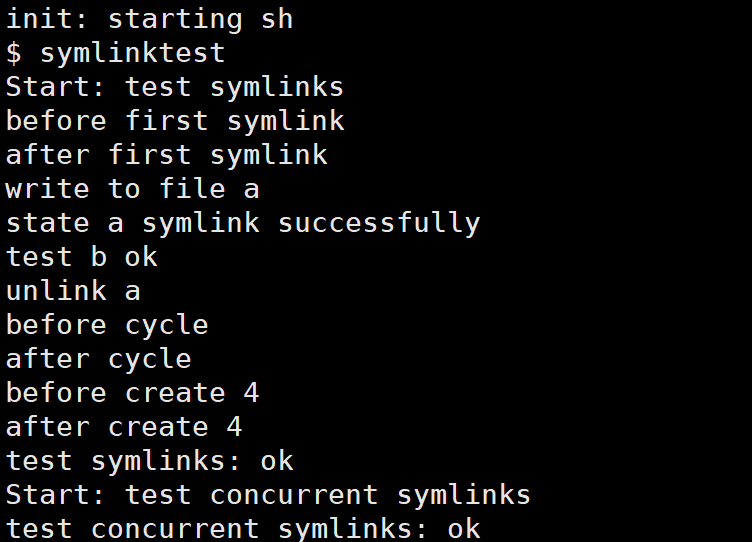 init: starting sh
$ symlinktest
Start: test symlinks
before first symlink
after first symlink
write to file a
state a symlink successfully
test b ok
unlink a
before cycle
after cycle
before create 4
after create 4
test symlinks: ok
Start: test concurrent symlinks
test concurrent symlinks: ok